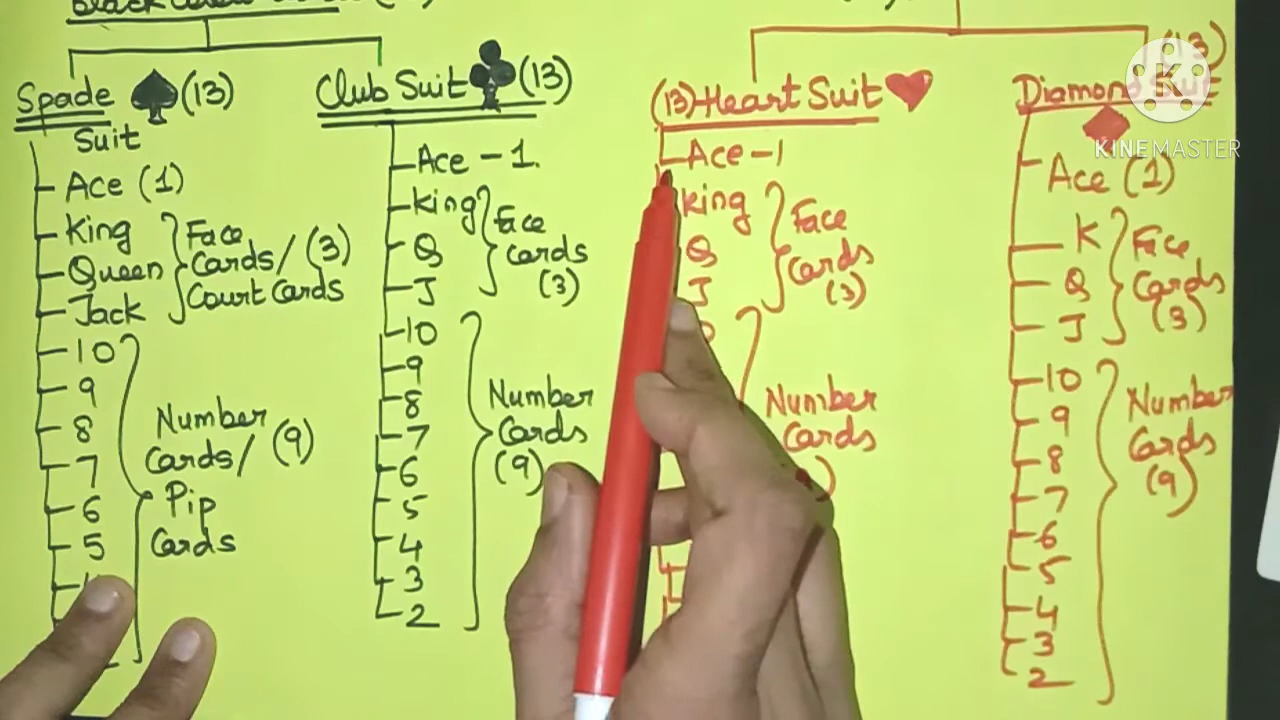 Spade
(13)
Suit
Ace (1)
King
Queen
Jack
Face
Cards/ (3)
Court Cards
10
9
8
7
6
5
Number
Cards/ (9)
Pip
Cards
Club Suit (13)
Ace - 1.
King
Q
J
Face
Cards
(3)
10
9
8
7
6
5
4
3
2
Number
Cards
(9)
(13) Heart Suit
Ace - 1
King
Q
J
Face
Cards
(3)
Number
Cards
Diamond Suit
(13)
Ace (1)
K
Q
J
Face
Cards
(3)
10
9
8
7
6
5
4
3
2
Number
Cards
(9)
K
KINEMASTER